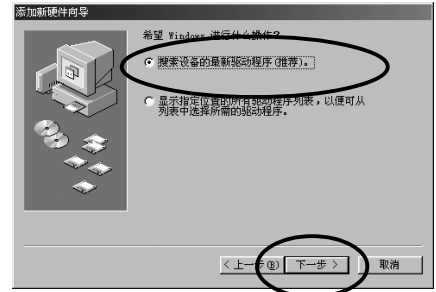 添加新硬件向导
希望 Windows 进行什么操作？
搜索设备的最新驱动程序(推荐)。
显示指定位置的所有驱动程序列表，以便可从
列表中选择所需的驱动程序。
< 上一步(B) 下一步 > 取消